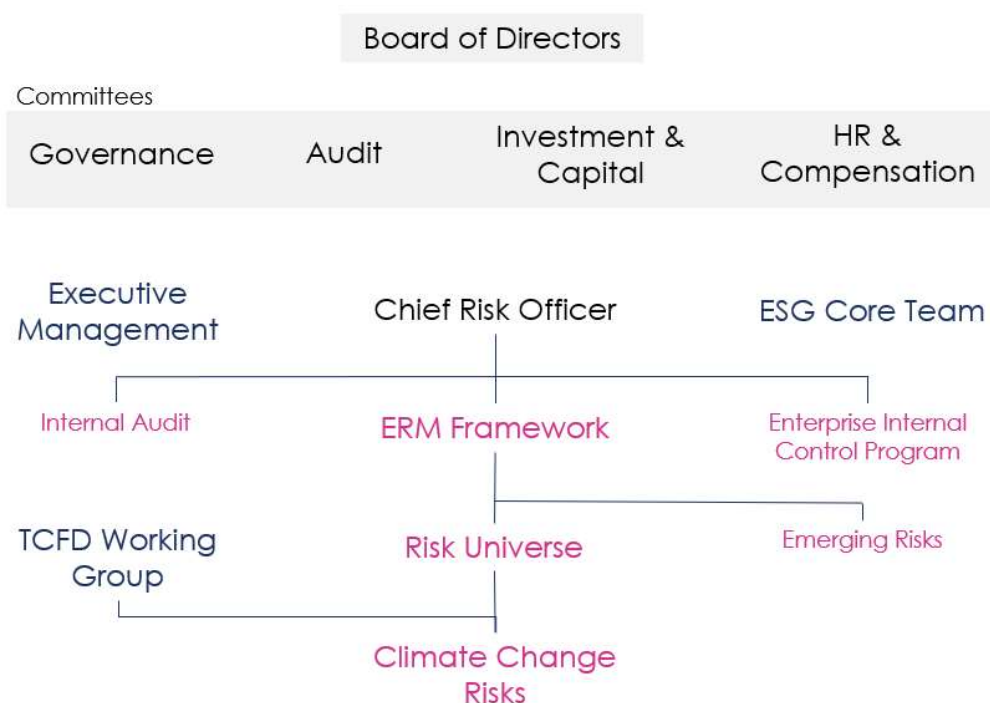 Board of Directors
Committees
Governance
Audit
Investment &
Capital
HR &
Compensation
Executive
Management
Chief Risk Officer
ESG Core Team
Internal Audit
ERM Framework
Enterprise Internal
Control Program
TCFD Working
Group
Risk Universe
Emerging Risks
Climate Change
Risks